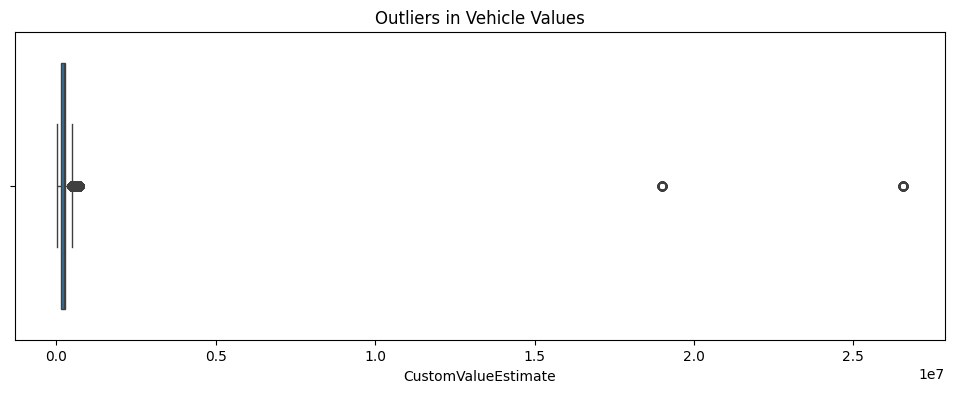 Outliers in Vehicle Values
0.0 0.5 1.0 1.5 2.0 2.5
1e7
CustomValueEstimate